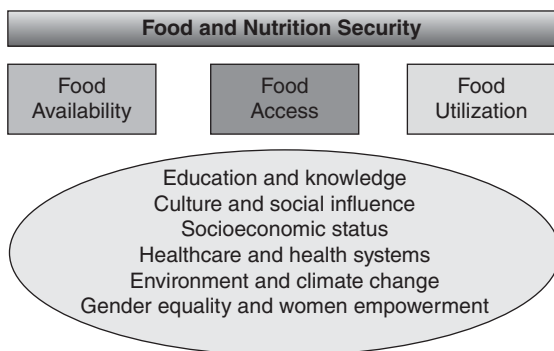 Food and Nutrition Security
Food
Availability
Food
Access
Food
Utilization
Education and knowledge
Culture and social influence
Socioeconomic status
Healthcare and health systems
Environment and climate change
Gender equality and women empowerment